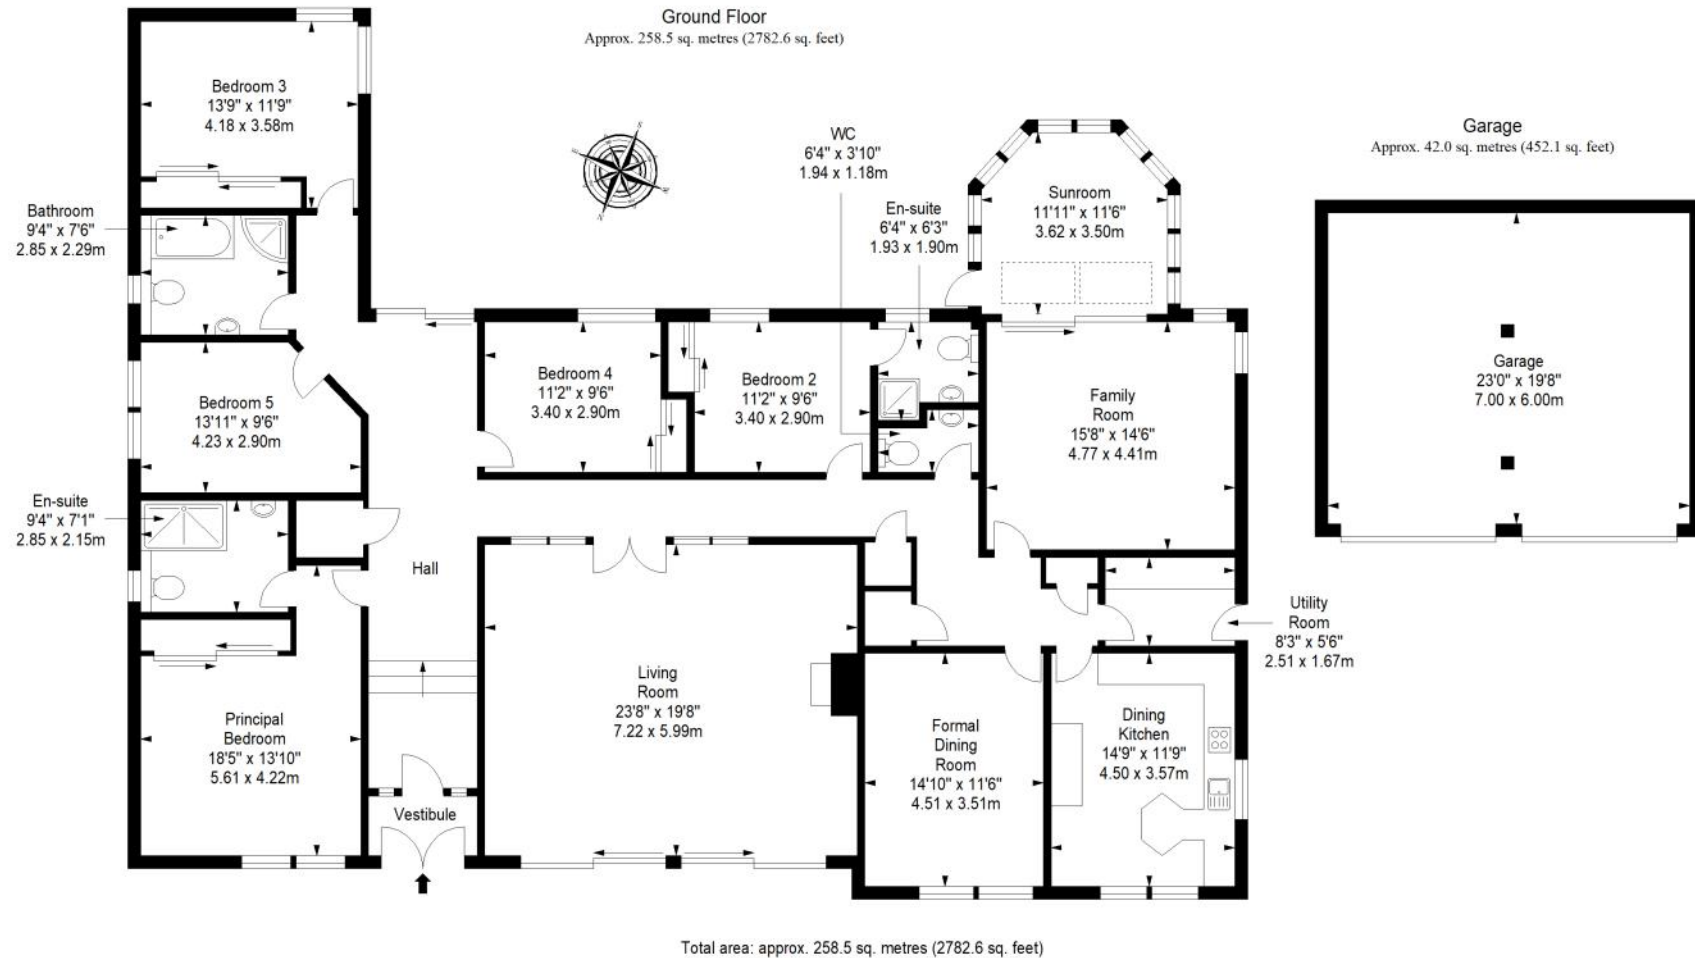 Ground Floor
Approx. 258.5 sq. metres (2782.6 sq. feet)
Bedroom 3
13'9" x 11'9"
4.18 x 3.58m
Bathroom
9'4" x 7'6"
2.85 x 2.29m
WC
6'4" x 3'10"
1.94 x 1.18m
En-suite
6'4" x 6'3"
1.93 x 1.90m
Sunroom
11'11" x 11'6"
3.62 x 3.50m
Garage
Approx. 42.0 sq. metres (452.1 sq. feet)
Garage
23'0" x 19'8"
7.00 x 6.00m
Bedroom 5
13'11" x 9'6"
4.23 x 2.90m
Bedroom 4
11'2" x 9'6"
3.40 x 2.90m
Bedroom 2
11'2" x 9'6"
3.40 x 2.90m
Family
Room
15'8" x 14'6"
4.77 x 4.41m
En-suite
9'4" x 7'1"
2.85 x 2.15m
Hall
Utility
Room
8'3" x 5'6"
2.51 x 1.67m
Principal
Bedroom
18'5" x 13'10"
5.61 x 4.22m
Living
Room
23'8" x 19'8"
7.22 x 5.99m
Formal
Dining
Room
14'10" x 11'6"
4.51 x 3.51m
Dining
Kitchen
14'9" x 11'9"
4.50 x 3.57m
Vestibule
Total area: approx. 258.5 sq. metres (2782.6 sq. feet)